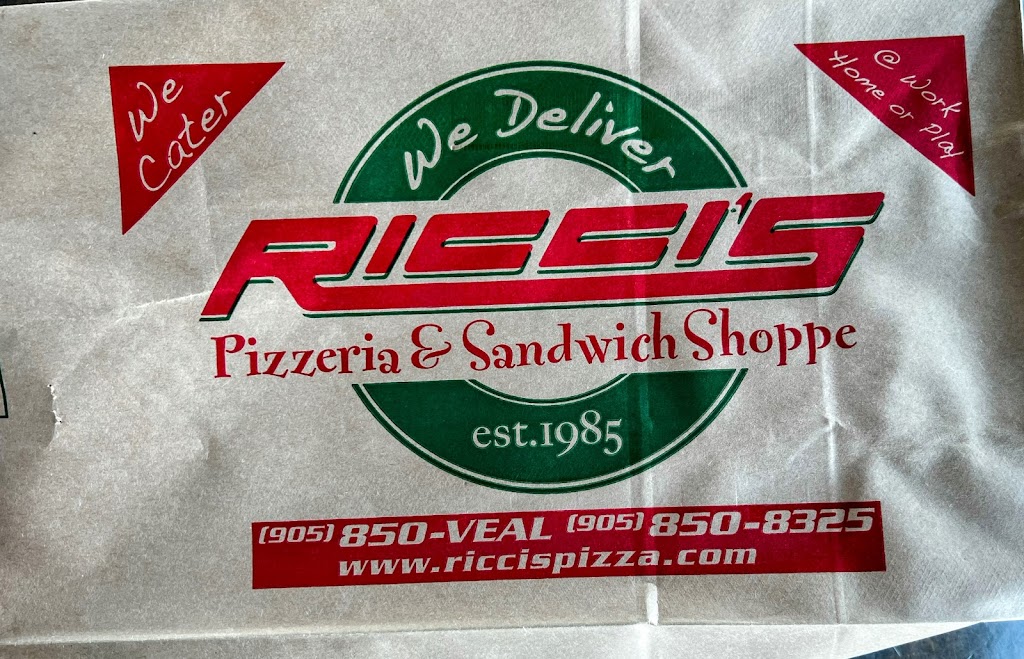 We
Cater
We Deliver
@ Work
Home or play
RICCI'S
Pizzeria & Sandwich Shoppe
est.1985
(905) 850-VEAL (905) 850-8325
www.riccispizza.com